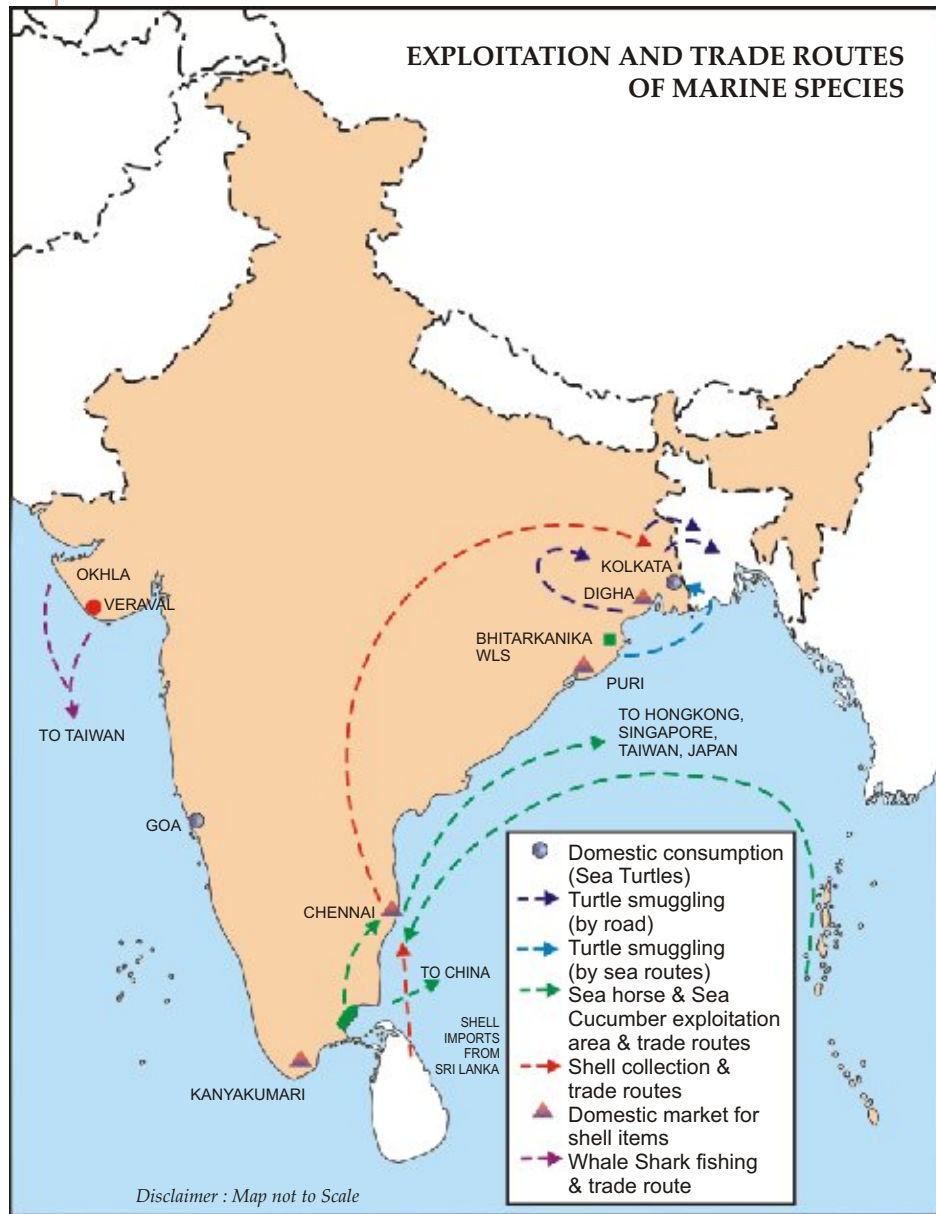 EXPLOITATION AND TRADE ROUTES
OF MARINE SPECIES
OKHLA
VERAVAL
TO TAIWAN
KOLKATA
DIGHA
BHITARKANIKA
WLS
PURI
TO HONGKONG,
SINGAPORE,
TAIWAN, JAPAN
GOA
CHENNAI
TO CHINA
SHELL
IMPORTS
FROM
SRI LANKA
KANYAKUMARI
Domestic consumption
(Sea Turtles)
Turtle smuggling
(by road)
Turtle smuggling
(by sea routes)
Sea horse & Sea
Cucumber exploitation
area & trade routes
Shell collection &
trade routes
Domestic market for
shell items
Whale Shark fishing
& trade route
Disclaimer : Map not to Scale